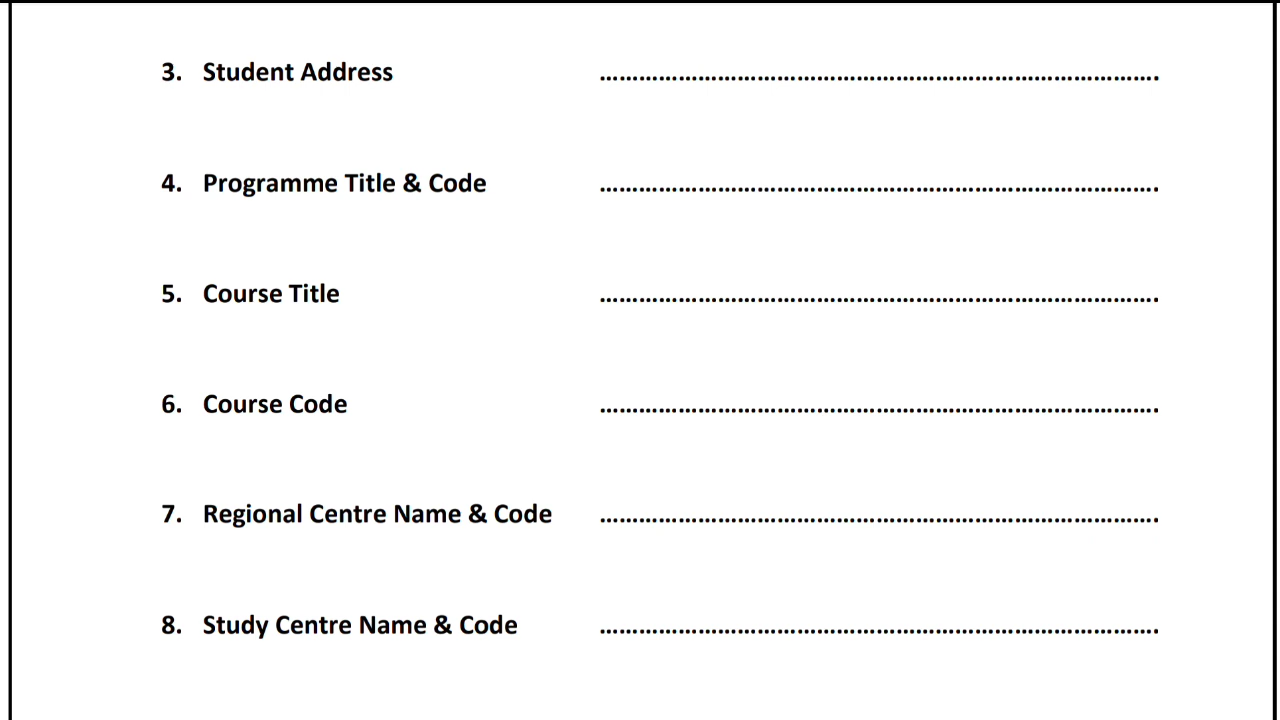 3. Student Address ....................................................................................
4. Programme Title & Code ....................................................................................
5. Course Title ....................................................................................
6. Course Code ....................................................................................
7. Regional Centre Name & Code ....................................................................................
8. Study Centre Name & Code ....................................................................................